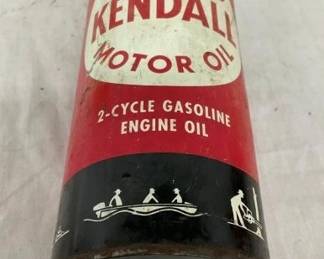 KENDALL
MOTOR OIL
2-CYCLE GASOLINE
ENGINE OIL